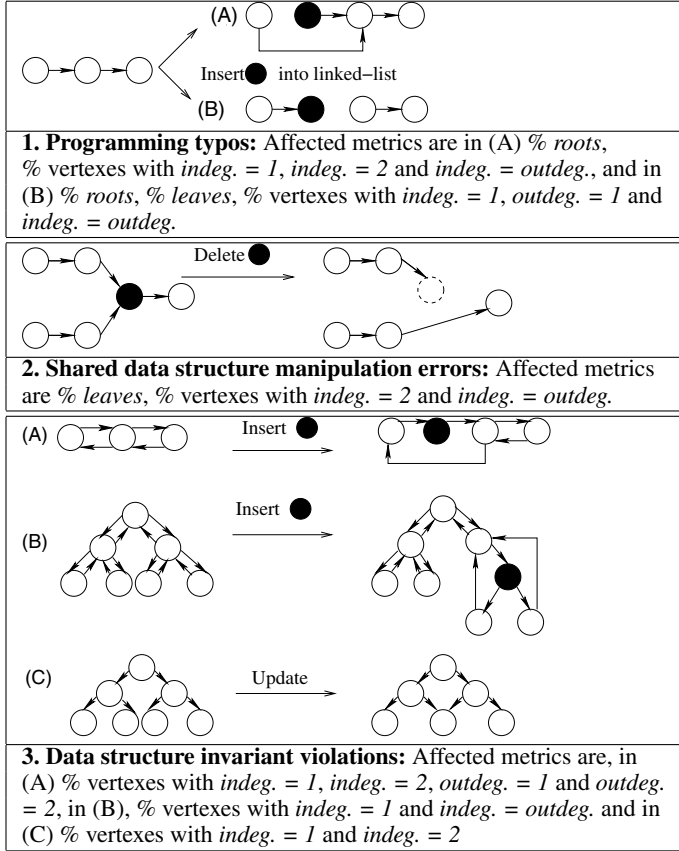 (A)
Insert into linked–list
(B)
1. Programming typos: Affected metrics are in (A) % roots,
% vertexes with indeg. = 1, indeg. = 2 and indeg. = outdeg., and in
(B) % roots, % leaves, % vertexes with indeg. = 1, outdeg. = 1 and
indeg. = outdeg.
Delete
2. Shared data structure manipulation errors: Affected metrics
are % leaves, % vertexes with indeg. = 2 and indeg. = outdeg.
(A)
Insert
(B)
Insert
(C)
Update
3. Data structure invariant violations: Affected metrics are, in
(A) % vertexes with indeg. = 1, indeg. = 2, outdeg. = 1 and outdeg.
= 2, in (B), % vertexes with indeg. = 1 and indeg. = outdeg. and in
(C) % vertexes with indeg. = 1 and indeg. = 2